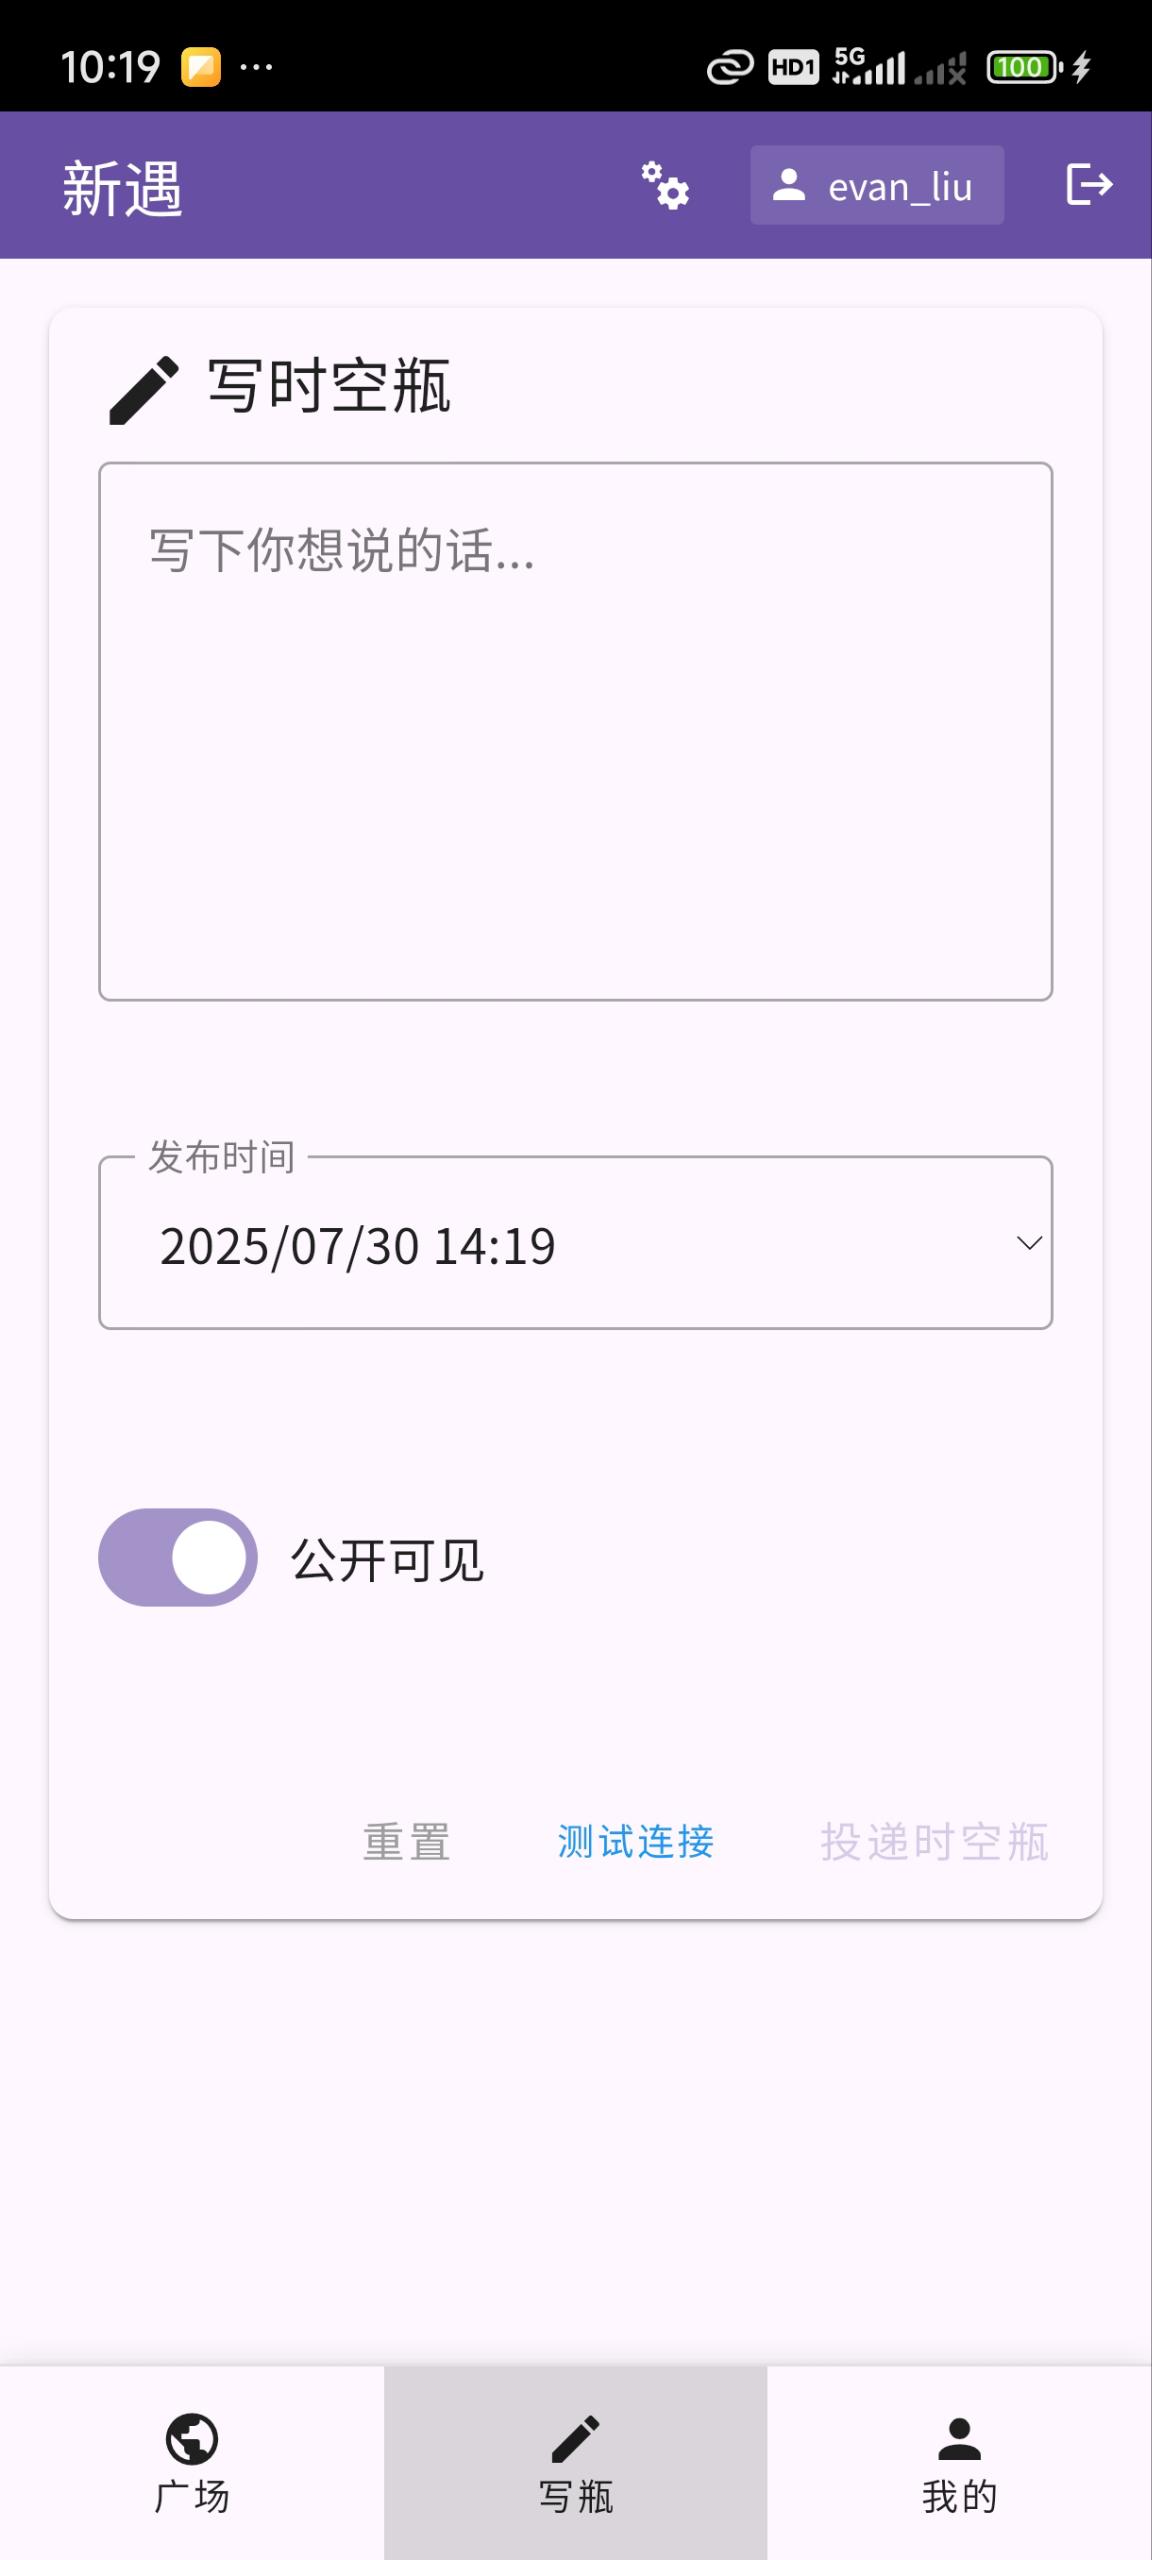 10:19 ... HD1 5G 100
新遇 evan_liu
写时空瓶
写下你想说的话...
发布时间
2025/07/30 14:19
公开可见
重置 测试连接 投递时空瓶
广场 写瓶 我的